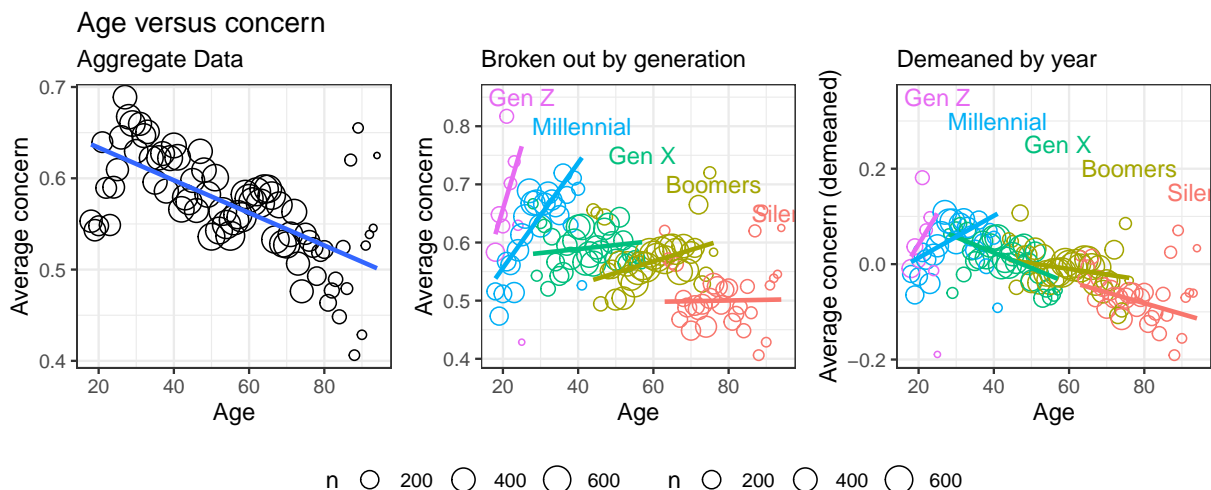 Age versus concern
Aggregate Data
0.7
0.6
0.5
0.4
Average concern
20 40 60 80
Age
Broken out by generation
0.8
0.7
0.6
0.5
0.4
Average concern
Gen Z
Millennial
Gen X
Boomers
Siler
20 40 60 80
Age
Demeaned by year
0.2
0.0
−0.2
Average concern (demeaned)
Gen Z
Millennial
Gen X
Boomers
Siler
20 40 60 80
Age
n 200 400 600 n 200 400 600